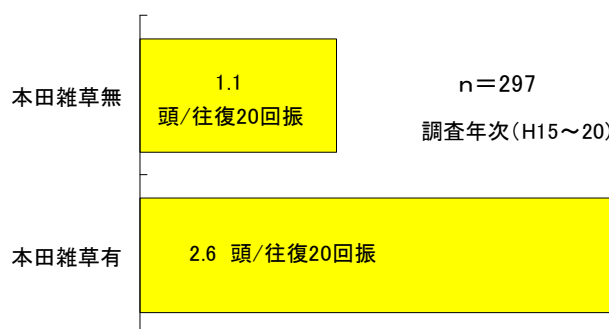 本田雑草無
1.1
頭/往復20回振
n=297
調査年次(H15～20)
本田雑草有
2.6 頭/往復20回振